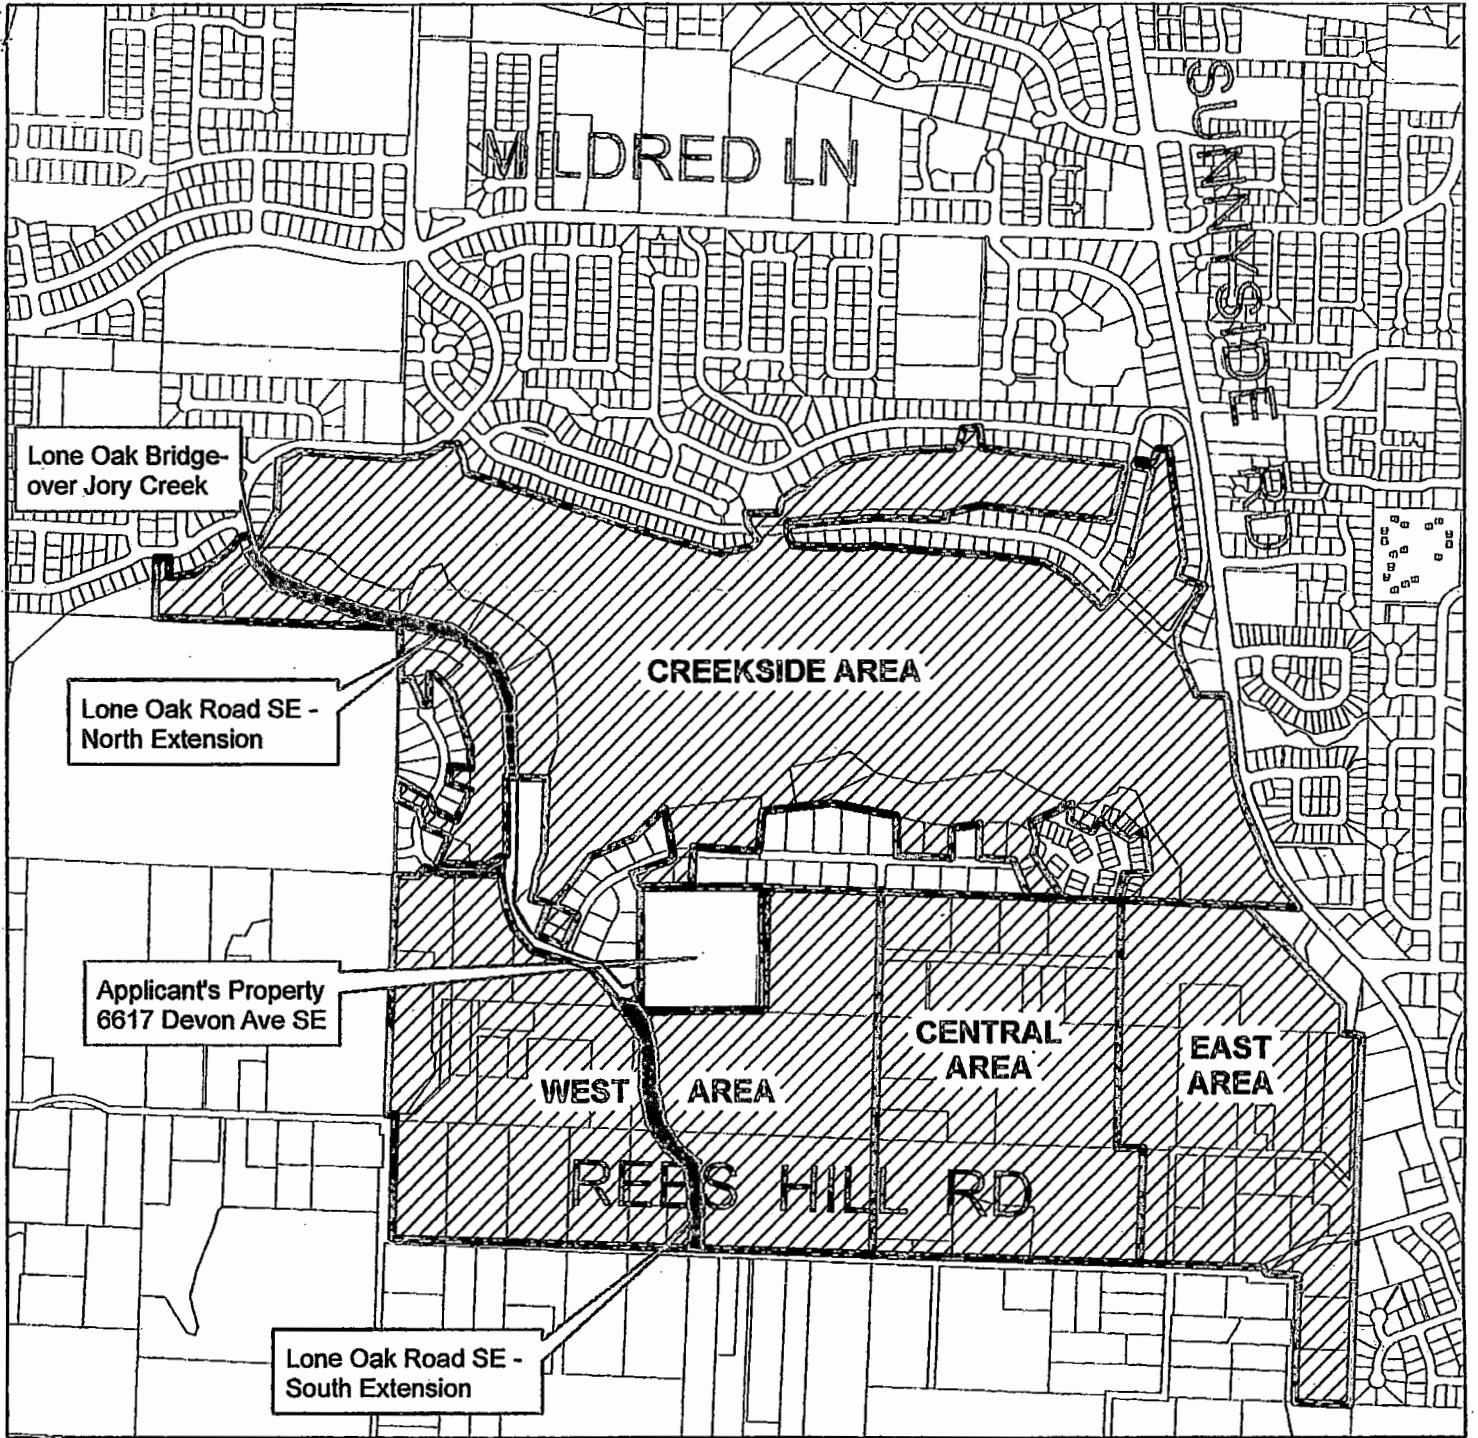 MILDRED LN
SUNNYSIDE RD
Lone Oak Bridge-
over Jory Creek
CREEKSIDE AREA
Lone Oak Road SE -
North Extension
Applicant's Property
6617 Devon Ave SE
CENTRAL
AREA
EAST
AREA
WEST AREA
REES HILL RD
Lone Oak Road SE -
South Extension